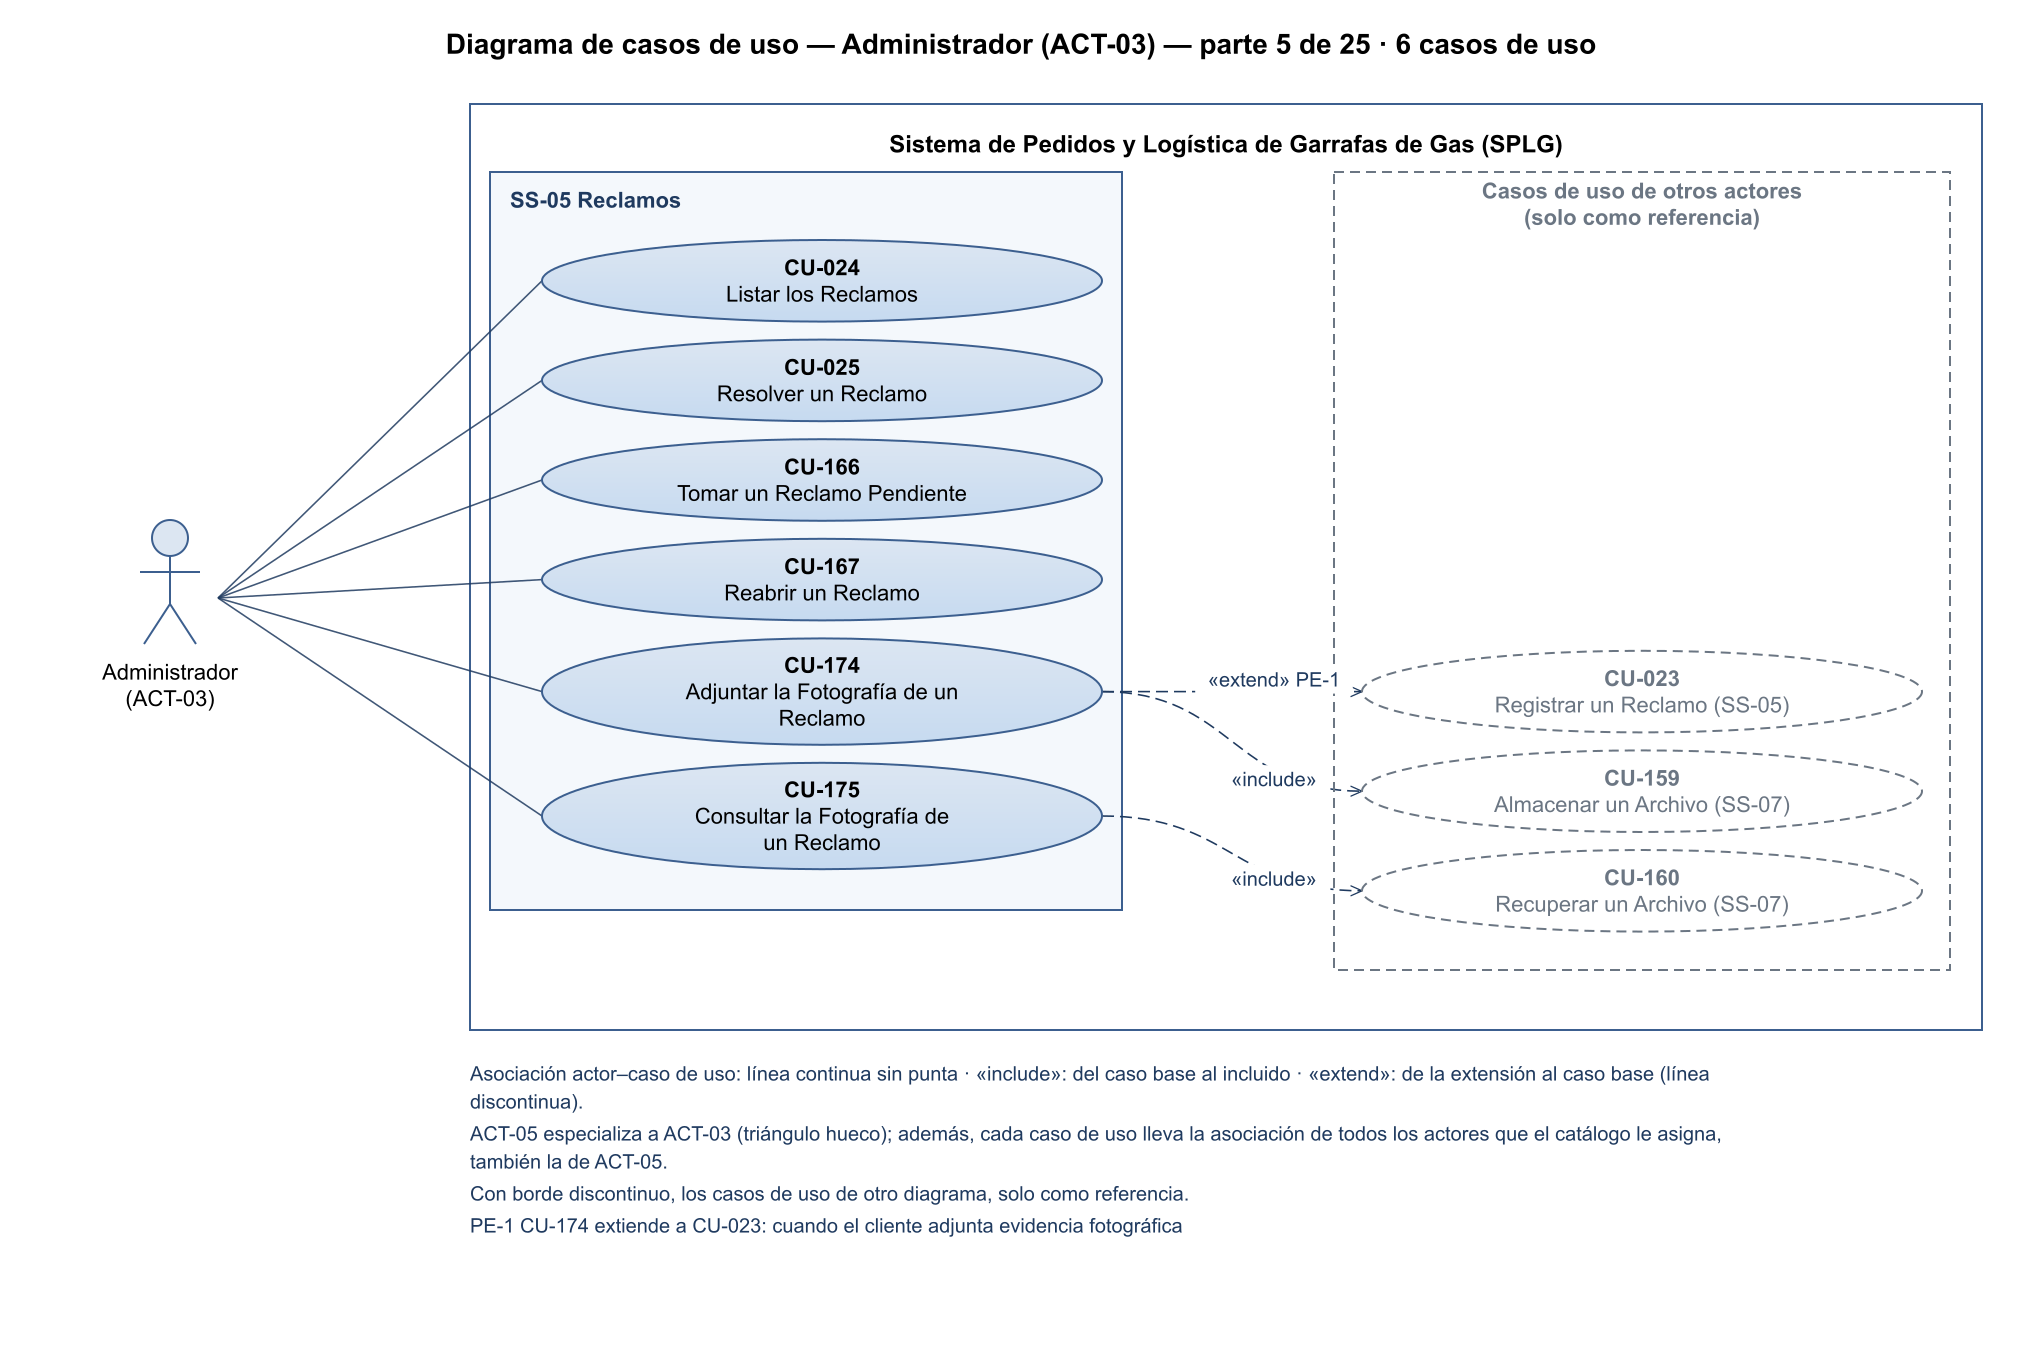 Diagrama de casos de uso — Administrador (ACT-03) — parte 5 de 25 · 6 casos de uso
Sistema de Pedidos y Logística de Garrafas de Gas (SPLG)
SS-05 Reclamos
CU-024
Listar los Reclamos
CU-025
Resolver un Reclamo
CU-166
Tomar un Reclamo Pendiente
CU-167
Reabrir un Reclamo
CU-174
Adjuntar la Fotografía de un
Reclamo
CU-175
Consultar la Fotografía de
un Reclamo
Administrador
(ACT-03)
«extend» PE-1
«include»
«include»
Casos de uso de otros actores
(solo como referencia)
CU-023
Registrar un Reclamo (SS-05)
CU-159
Almacenar un Archivo (SS-07)
CU-160
Recuperar un Archivo (SS-07)
Asociación actor–caso de uso: línea continua sin punta · «include»: del caso base al incluido · «extend»: de la extensión al caso base (línea
discontinua).
ACT-05 especializa a ACT-03 (triángulo hueco); además, cada caso de uso lleva la asociación de todos los actores que el catálogo le asigna,
también la de ACT-05.
Con borde discontinuo, los casos de uso de otro diagrama, solo como referencia.
PE-1 CU-174 extiende a CU-023: cuando el cliente adjunta evidencia fotográfica